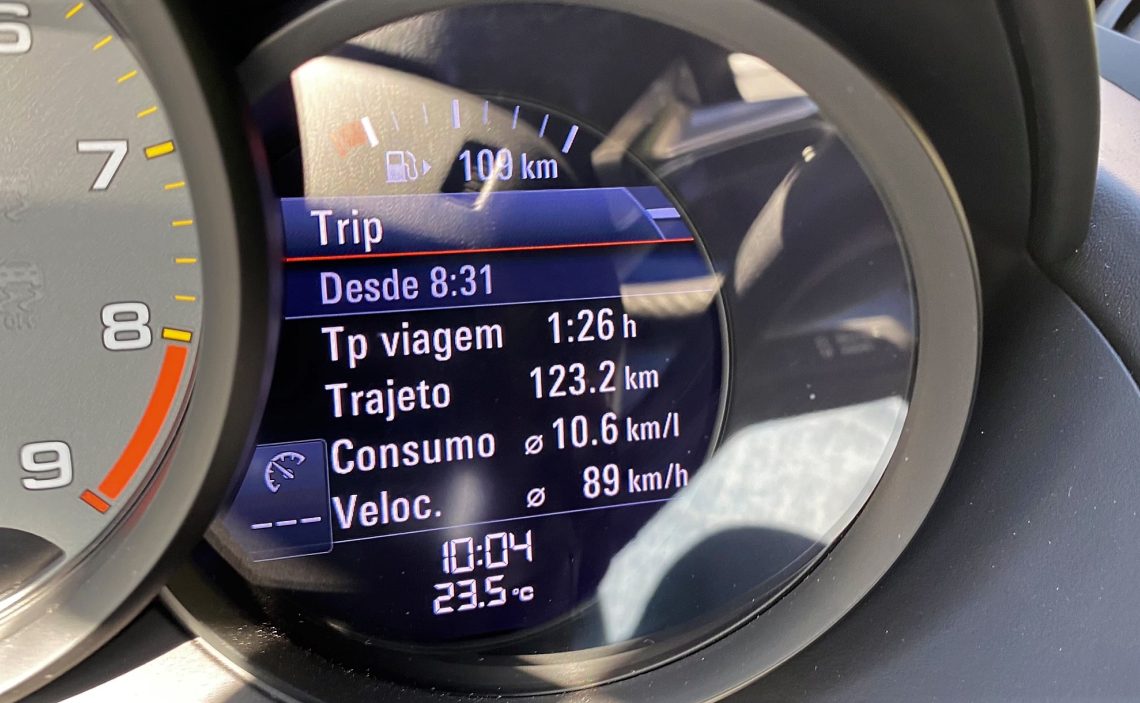 6
7
8
9
109 km
Trip
Desde 8:31
Tp viagem 1:26 h
Trajeto 123.2 km
Consumo ø 10.6 km/l
Veloc. ø 89 km/h
---
10:04
23.5 °C